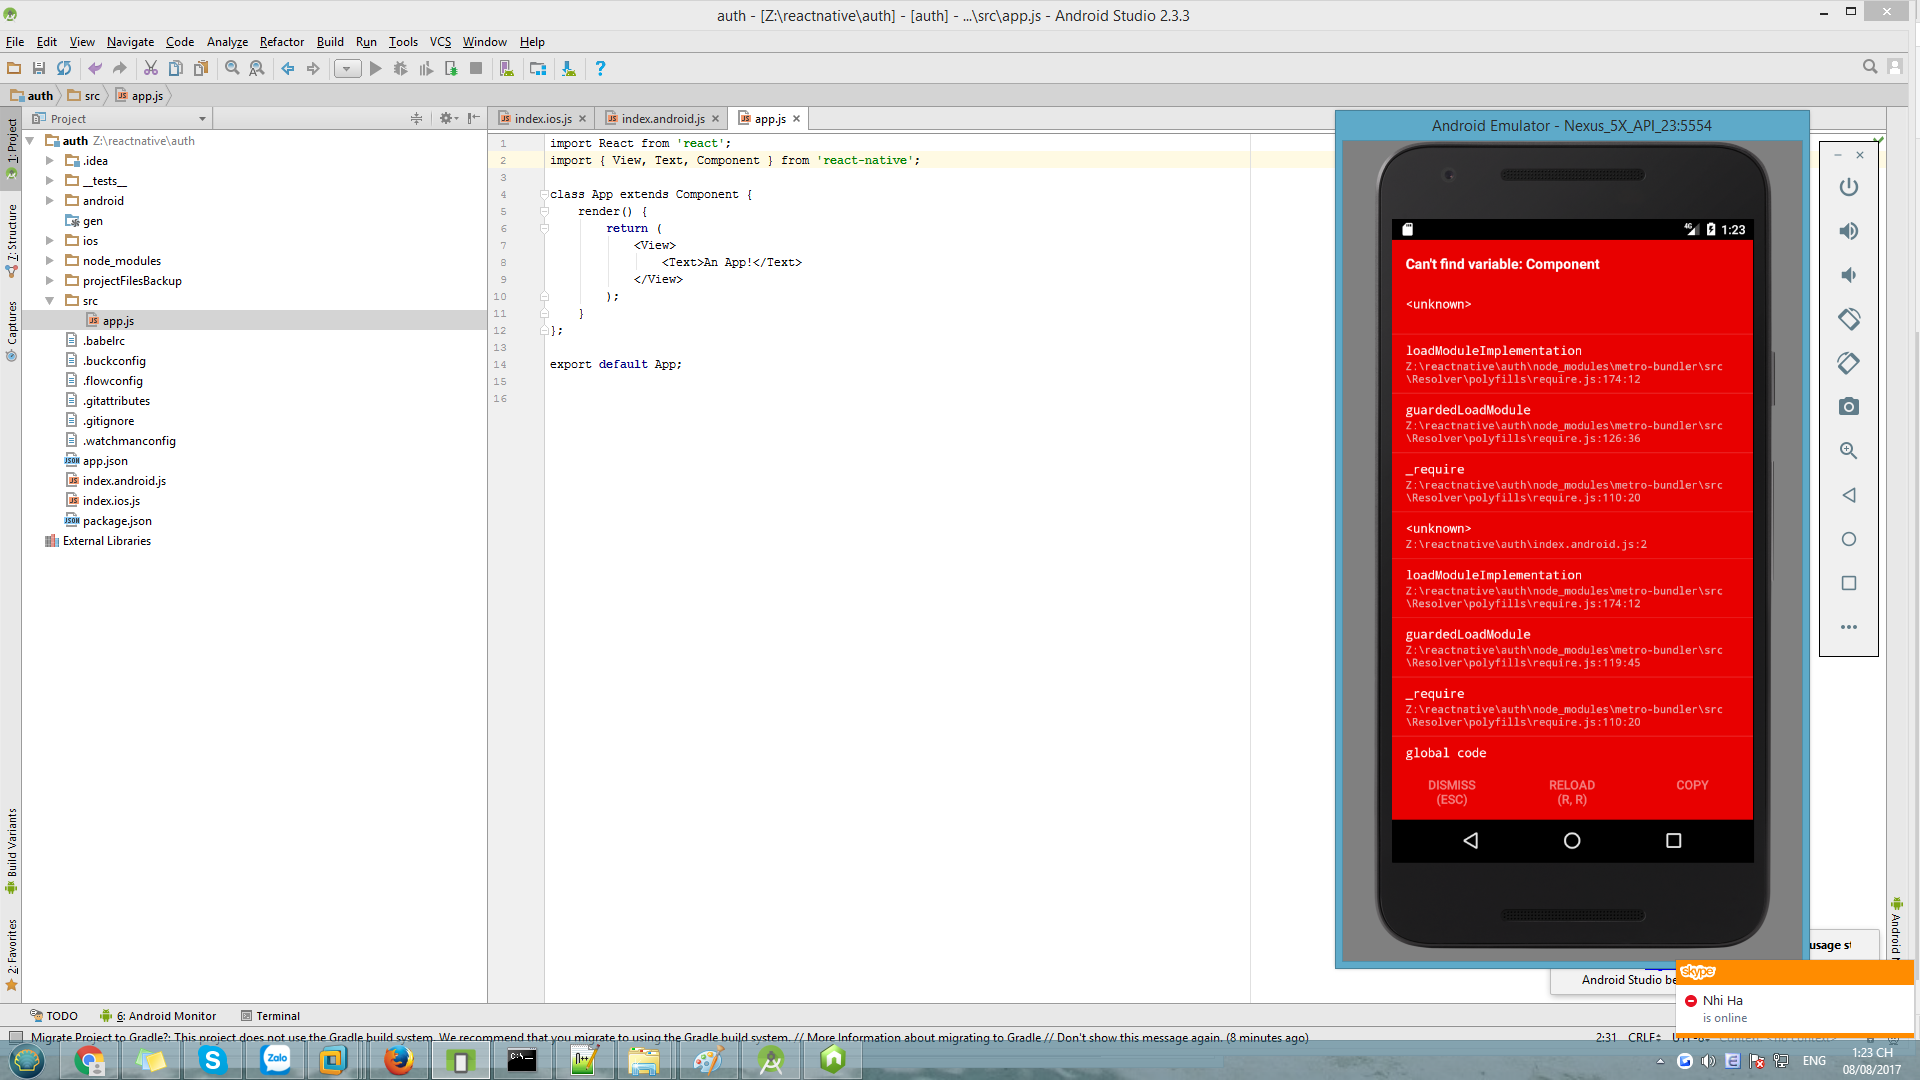 auth - [Z:\reactnative\auth] - [auth] - ...\src\app.js - Android Studio 2.3.3
File Edit View Navigate Code Analyze Refactor Build Run Tools VCS Window Help
auth src app.js
Project
index.ios.js index.android.js app.js
1: Project
7: Structure
Captures
Build Variants
2: Favorites
auth Z:\reactnative\auth
.idea
__tests__
android
gen
ios
node_modules
projectFilesBackup
src
app.js
.babelrc
.buckconfig
.flowconfig
.gitattributes
.gitignore
.watchmanconfig
app.json
index.android.js
index.ios.js
package.json
External Libraries
1 import React from 'react';
2 import { View, Text, Component } from 'react-native';
3
4 class App extends Component {
5 render() {
6 return (
7 <View>
8 <Text>An App!</Text>
9 </View>
10 );
11 }
12 };
13
14 export default App;
15
16
Android Emulator - Nexus_5X_API_23:5554
4G 1:23
Can't find variable: Component
<unknown>
loadModuleImplementation
Z:\reactnative\auth\node_modules\metro-bundler\src
\Resolver\polyfills\require.js:174:12
guardedLoadModule
Z:\reactnative\auth\node_modules\metro-bundler\src
\Resolver\polyfills\require.js:126:36
_require
Z:\reactnative\auth\node_modules\metro-bundler\src
\Resolver\polyfills\require.js:110:20
<unknown>
Z:\reactnative\auth\index.android.js:2
loadModuleImplementation
Z:\reactnative\auth\node_modules\metro-bundler\src
\Resolver\polyfills\require.js:174:12
guardedLoadModule
Z:\reactnative\auth\node_modules\metro-bundler\src
\Resolver\polyfills\require.js:119:45
_require
Z:\reactnative\auth\node_modules\metro-bundler\src
\Resolver\polyfills\require.js:110:20
global code
DISMISS
(ESC)
RELOAD
(R, R)
COPY
Android
usage st
Android Studio be
skype
Nhi Ha
is online
TODO 6: Android Monitor Terminal
Migrate Project to Gradle?: This project does not use the Gradle build system. We recommend that you migrate to using the Gradle build system. // More Information about migrating to Gradle // Don't show this message again. (8 minutes ago) 2:31 CRLF UTF-8 Context: <no context>
Zalo
C:\_
ENG
1:23 CH
08/08/2017